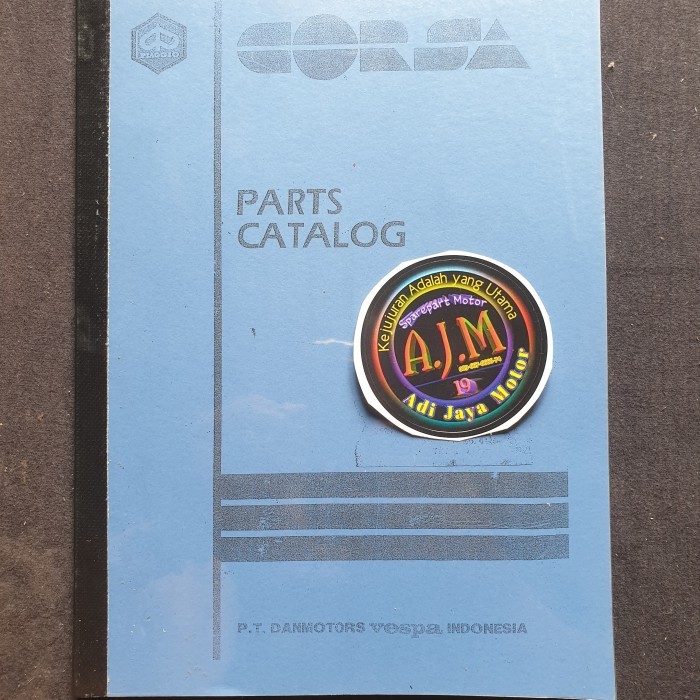 PIAGGIO
CORSA
PARTS
CATALOG
Kejujuran Adalah yang Utama
Sparepart Motor
A.J.M
19
Adi Jaya Motor
P.T. DANMOTORS vespa INDONESIA